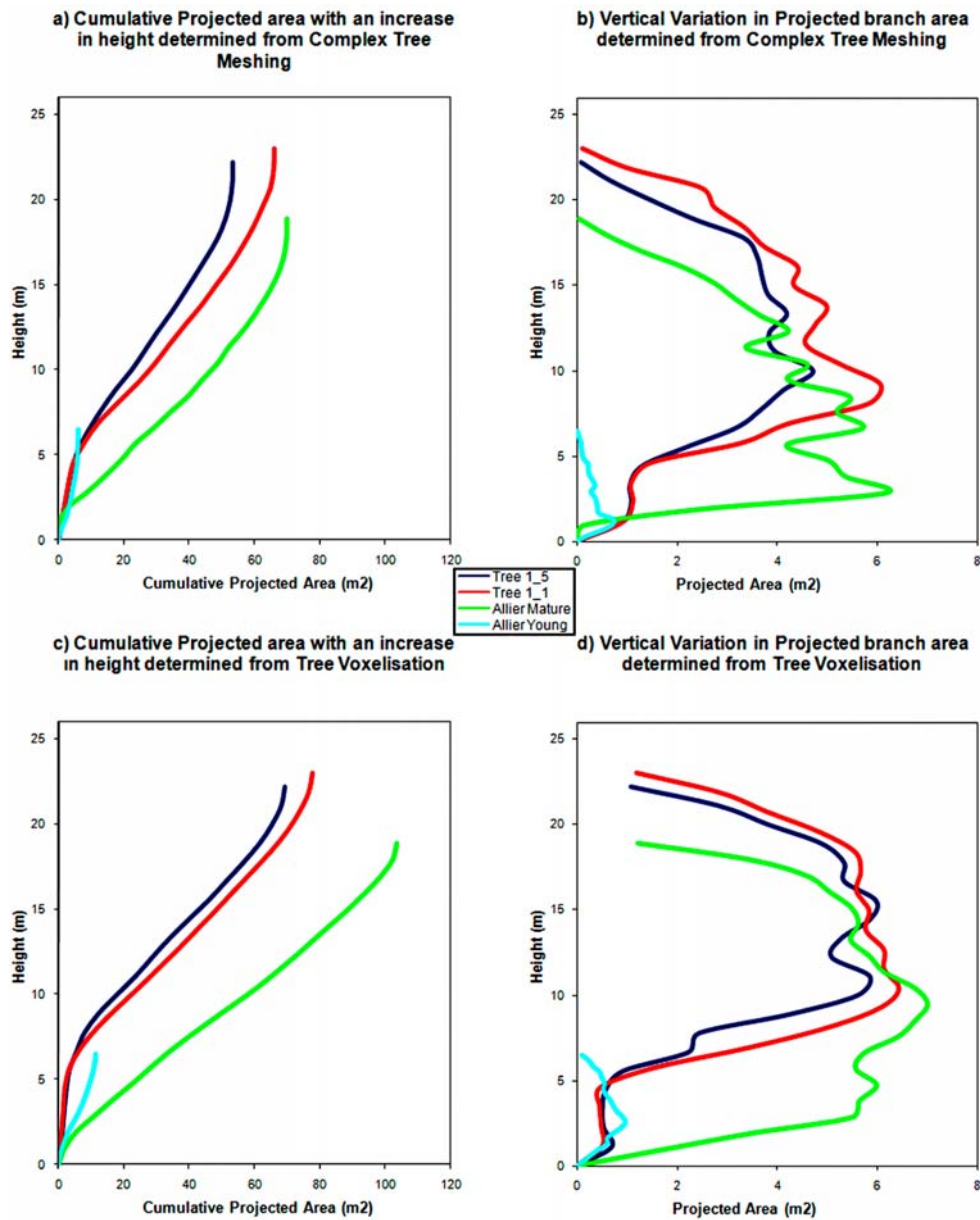 a) Cumulative Projected area with an increase
in height determined from Complex Tree
Meshing
b) Vertical Variation in Projected branch area
determined from Complex Tree Meshing
25
20
15
10
5
0
Height (m)
0 20 40 60 80 100 120
Cumulative Projected Area (m2)
25
20
15
10
5
0
Height (m)
0 2 4 6 8
Projected Area (m2)
Tree 1_5
Tree 1_1
Allier Mature
Allier Young
c) Cumulative Projected area with an increase
in height determined from Tree Voxelisation
d) Vertical Variation in Projected branch area
determined from Tree Voxelisation
25
20
15
10
5
0
Height (m)
0 20 40 60 80 100 120
Cumulative Projected Area (m2)
25
20
15
10
5
0
Height (m)
0 2 4 6 8
Projected Area (m2)